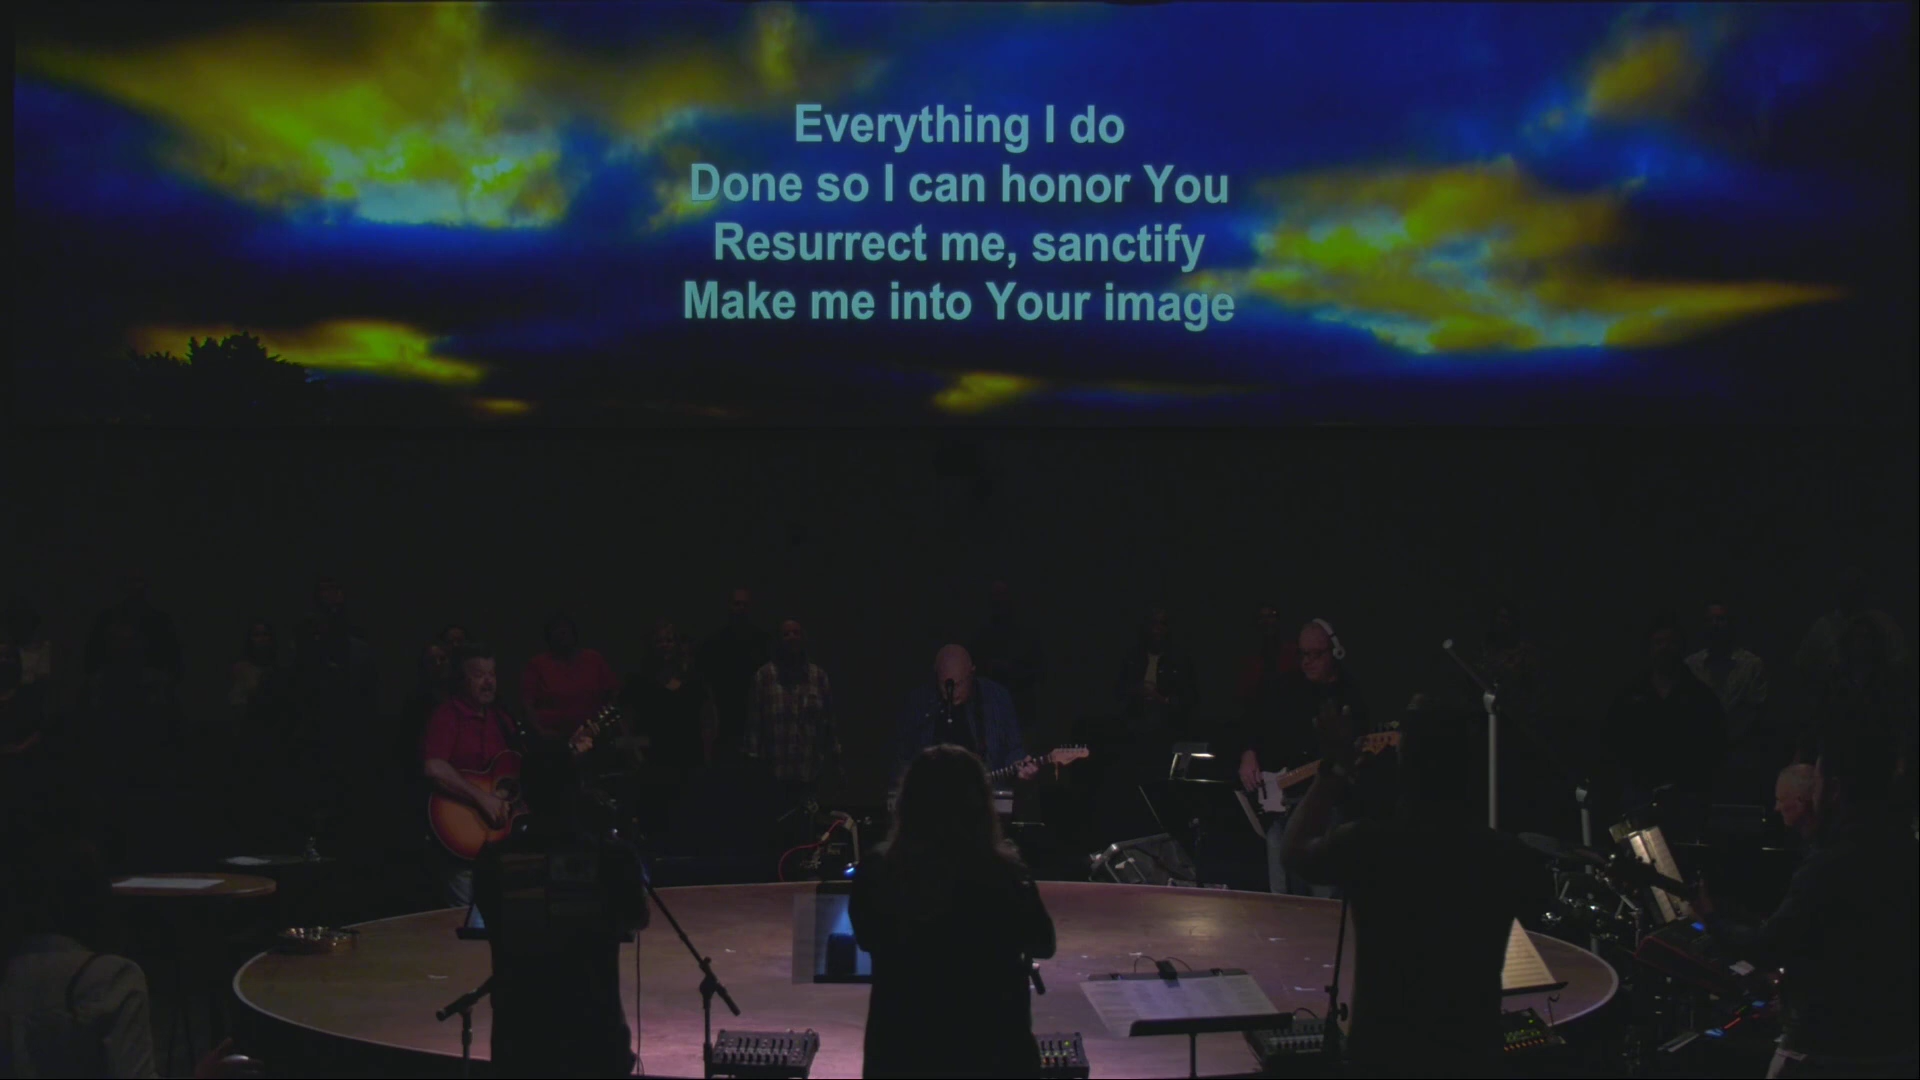 Everything I do
Done so I can honor You
Resurrect me, sanctify
Make me into Your image